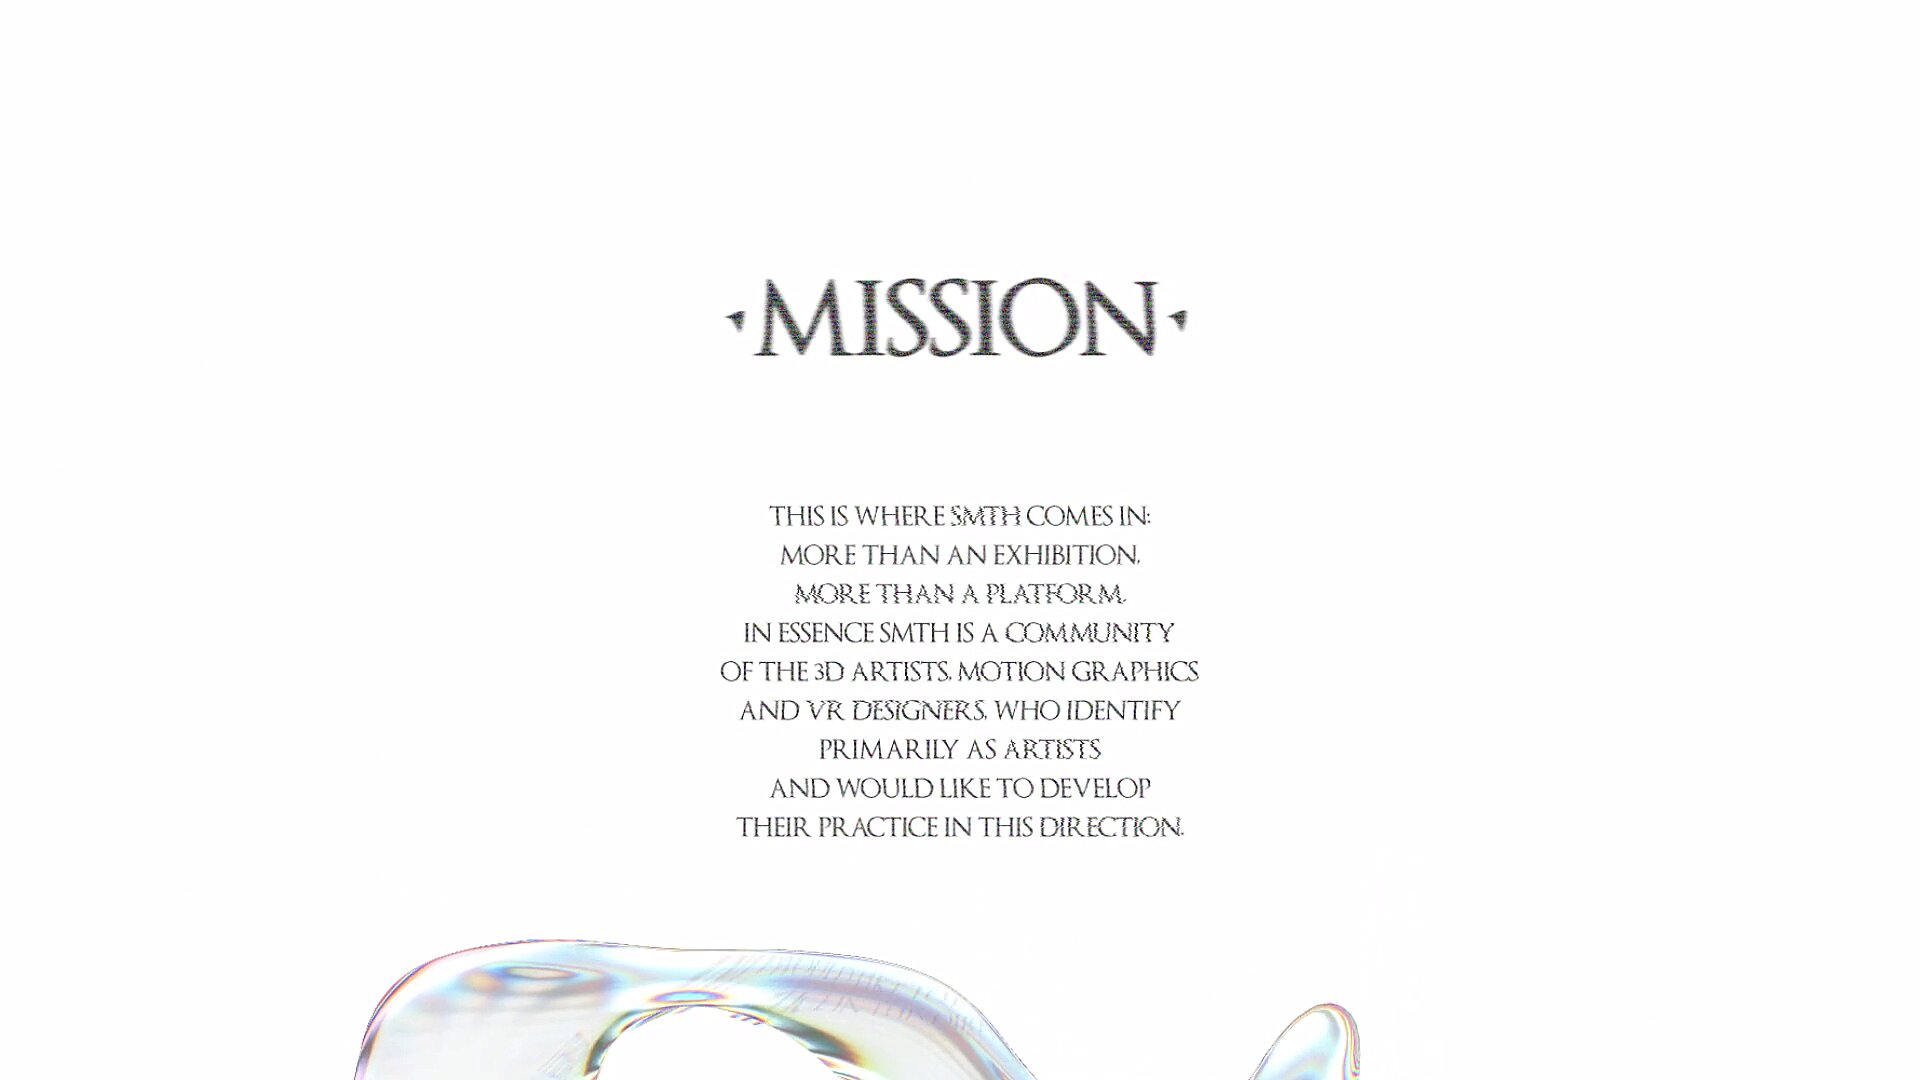 MISSION
THIS IS WHERE SMTH COMES IN:
MORE THAN AN EXHIBITION,
MORE THAN A PLATFORM.
IN ESSENCE SMTH IS A COMMUNITY
OF THE 3D ARTISTS, MOTION GRAPHICS
AND VR DESIGNERS, WHO IDENTIFY
PRIMARILY AS ARTISTS
AND WOULD LIKE TO DEVELOP
THEIR PRACTICE IN THIS DIRECTION.